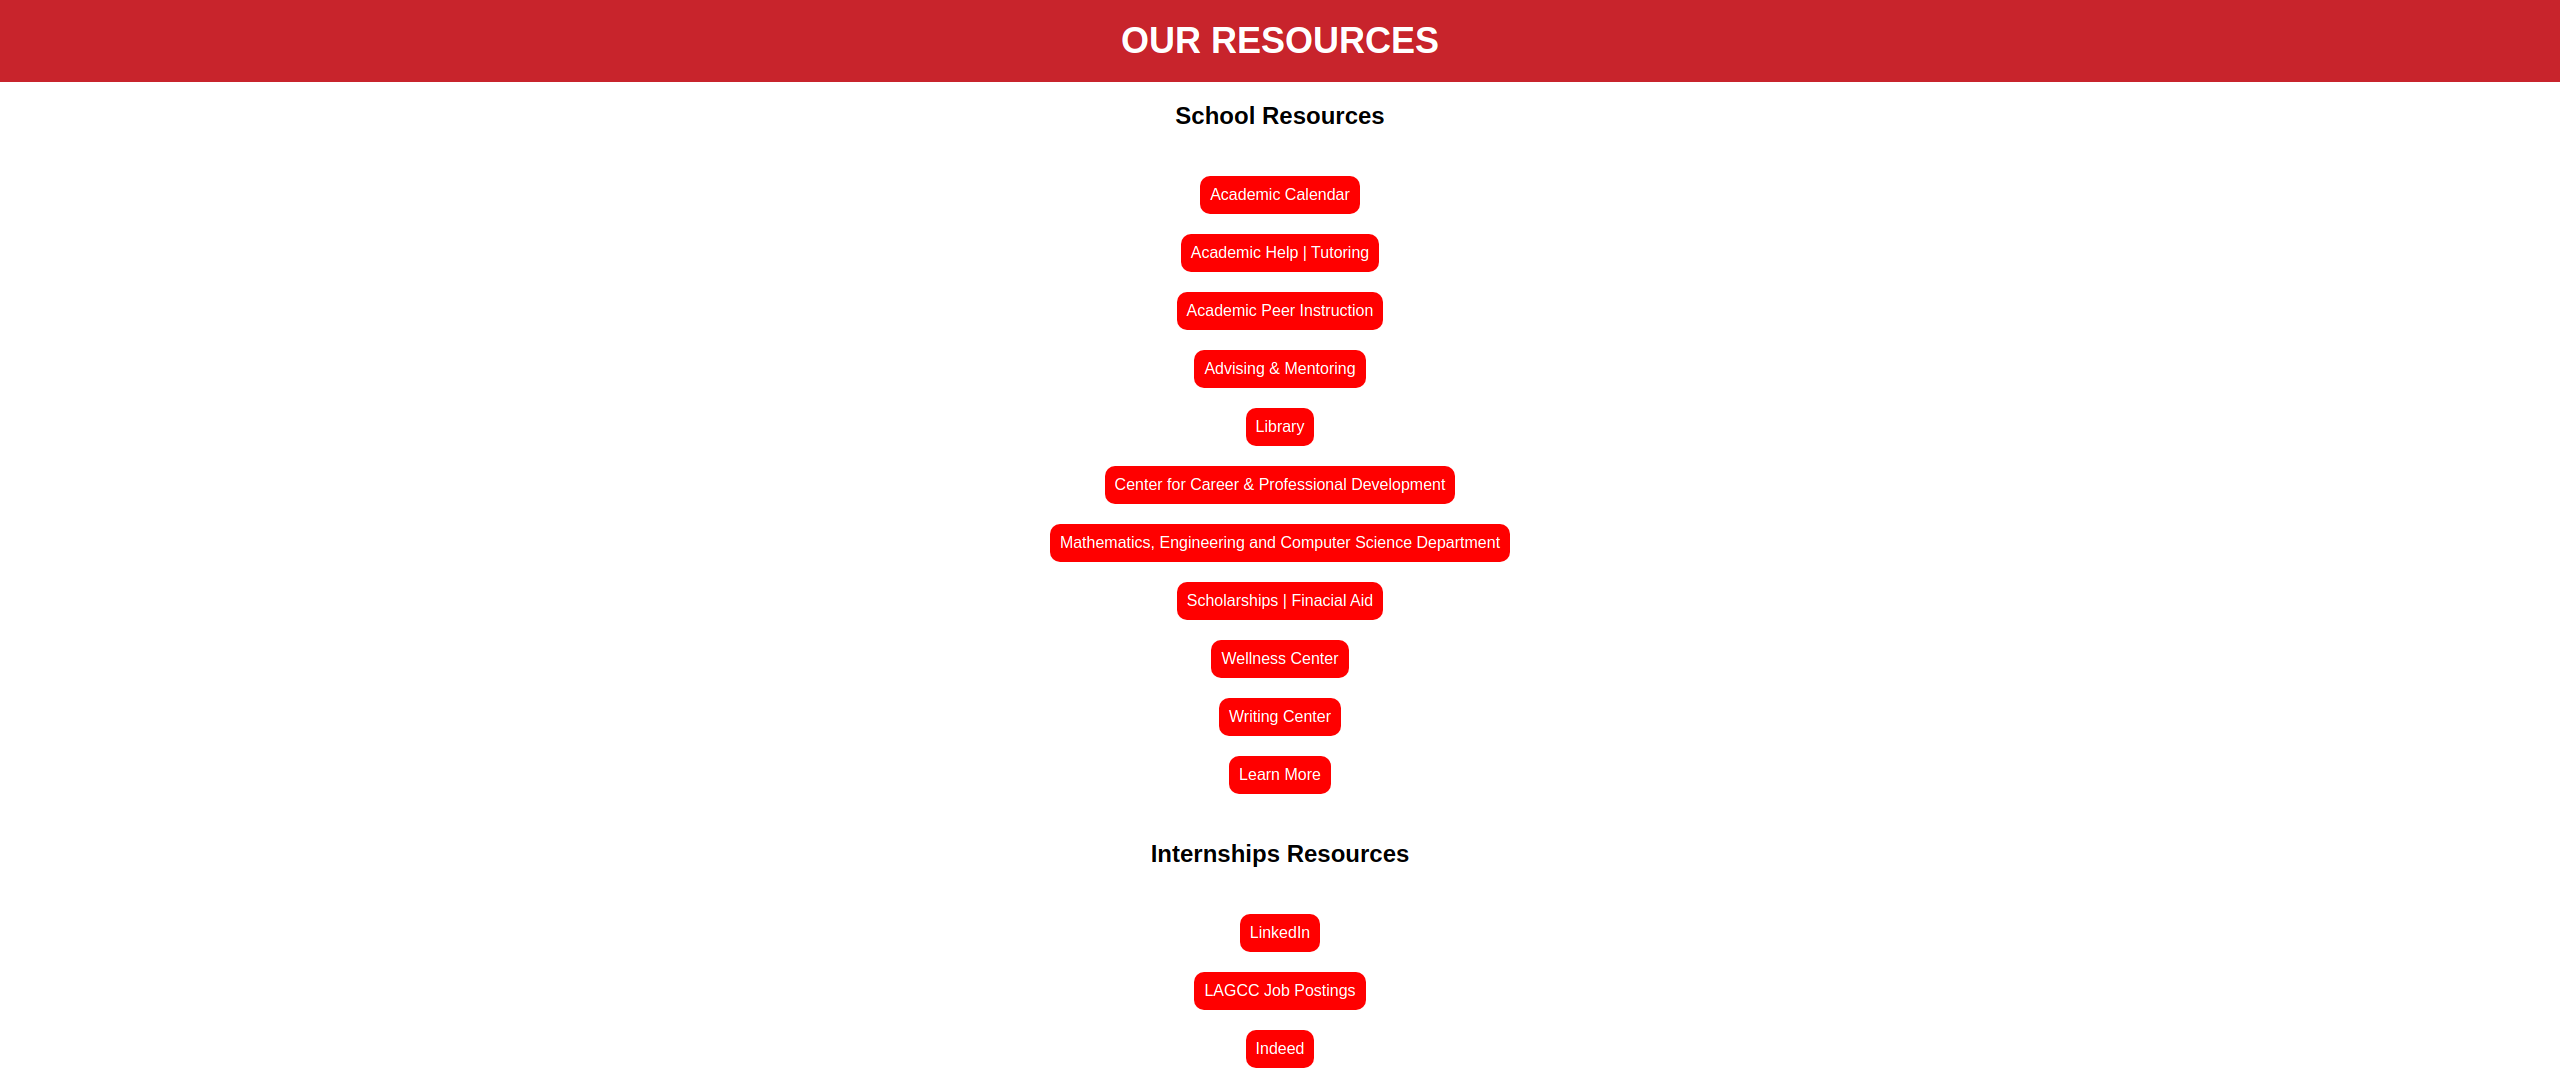 OUR RESOURCES
School Resources
Academic Calendar
Academic Help | Tutoring
Academic Peer Instruction
Advising & Mentoring
Library
Center for Career & Professional Development
Mathematics, Engineering and Computer Science Department
Scholarships | Finacial Aid
Wellness Center
Writing Center
Learn More
Internships Resources
LinkedIn
LAGCC Job Postings
Indeed